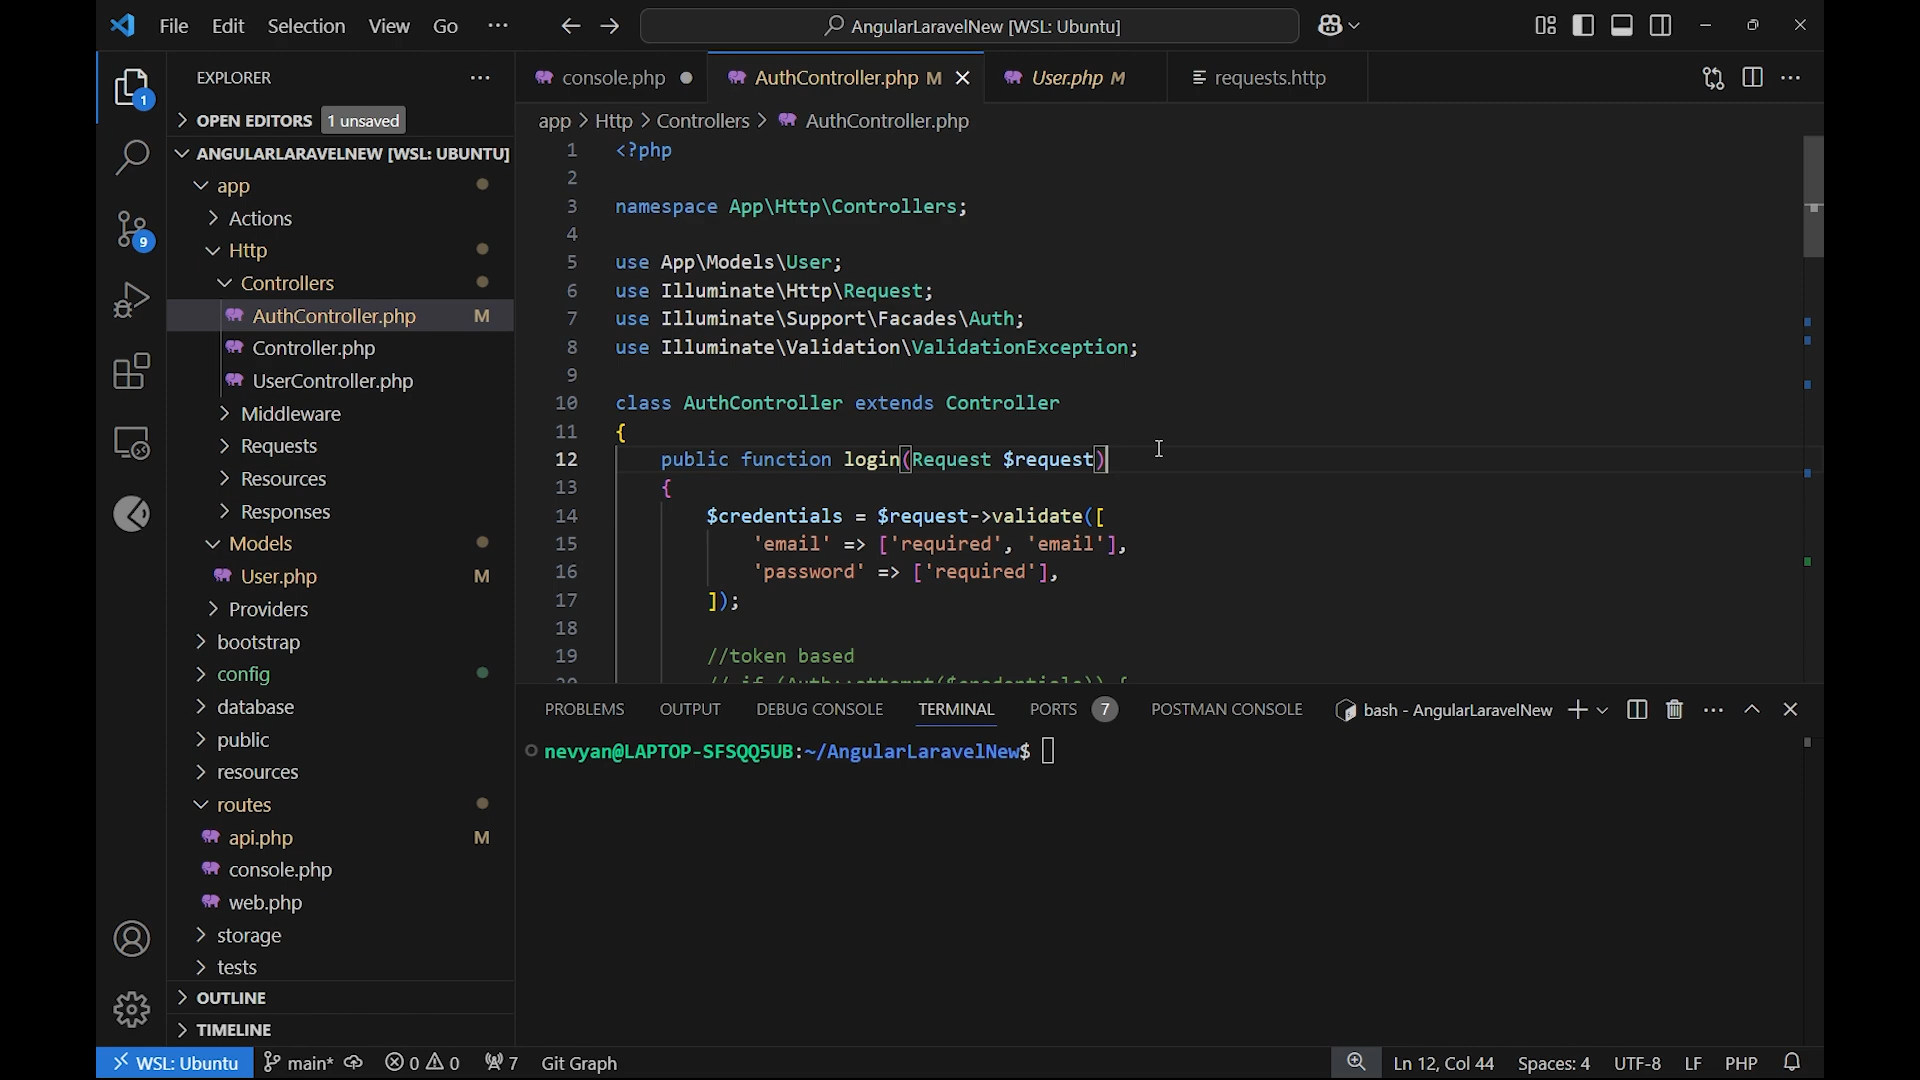 File Edit Selection View Go ···
AngularLaravelNew [WSL: Ubuntu]
EXPLORER
OPEN EDITORS 1 unsaved
ANGULARLARAVELNEW [WSL: UBUNTU]
app
Actions
Http
Controllers
AuthController.php M
Controller.php
UserController.php
Middleware
Requests
Resources
Responses
Models
User.php M
Providers
bootstrap
config
database
public
resources
routes
api.php M
console.php
web.php
storage
tests
OUTLINE
TIMELINE
1
9
console.php
AuthController.php M
User.php M
requests.http
app > Http > Controllers > AuthController.php
1 <?php
2
3 namespace App\Http\Controllers;
4
5 use App\Models\User;
6 use Illuminate\Http\Request;
7 use Illuminate\Support\Facades\Auth;
8 use Illuminate\Validation\ValidationException;
9
10 class AuthController extends Controller
11 {
12 public function login(Request $request)
13 {
14 $credentials = $request->validate([
15 'email' => ['required', 'email'],
16 'password' => ['required'],
17 ]);
18
19 //token based
20 // if (Auth::attempt($credentials)) {
PROBLEMS OUTPUT DEBUG CONSOLE TERMINAL PORTS 7 POSTMAN CONSOLE bash - AngularLaravelNew
nevyan@LAPTOP-SFSQQ5UB:~/AngularLaravelNew$
WSL: Ubuntu main* 0 0 7 Git Graph Ln 12, Col 44 Spaces: 4 UTF-8 LF PHP